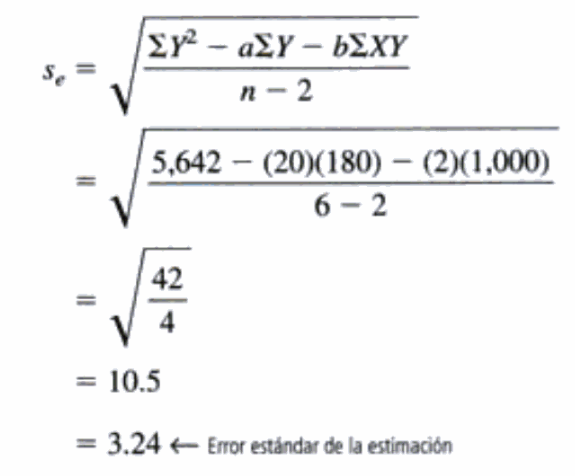 s_e = √((ΣY² − aΣY − bΣXY) / (n − 2))
= √((5,642 − (20)(180) − (2)(1,000)) / (6 − 2))
= √(42 / 4)
= 10.5
= 3.24 ← Error estándar de la estimación